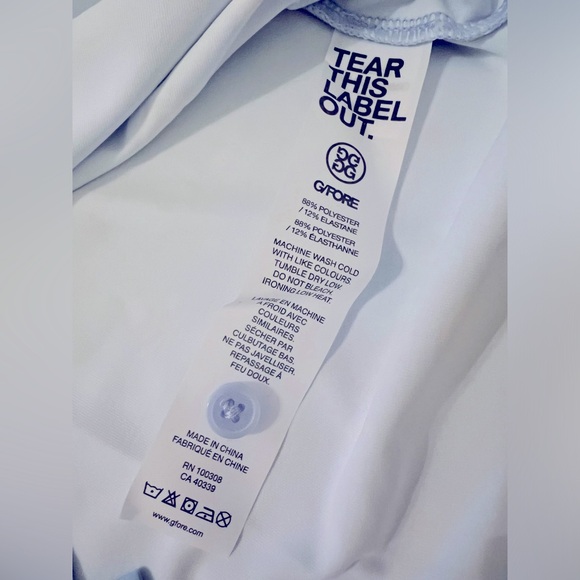 TEAR
THIS
LABEL
OUT.
G/FORE
88% POLYESTER
/ 12% ELASTANE
88% POLYESTER
/ 12% ÉLASTHANNE
MACHINE WASH COLD
WITH LIKE COLOURS
TUMBLE DRY LOW
DO NOT BLEACH.
IRONING LOW HEAT.
LAVAGE EN MACHINE
À FROID AVEC
COULEURS
SIMILAIRES.
SÉCHER PAR
CULBUTAGE BAS.
NE PAS JAVELLISER.
REPASSAGE À
FEU DOUX.
MADE IN CHINA
FABRIQUÉ EN CHINE
RN 100308
CA 40339
www.gfore.com